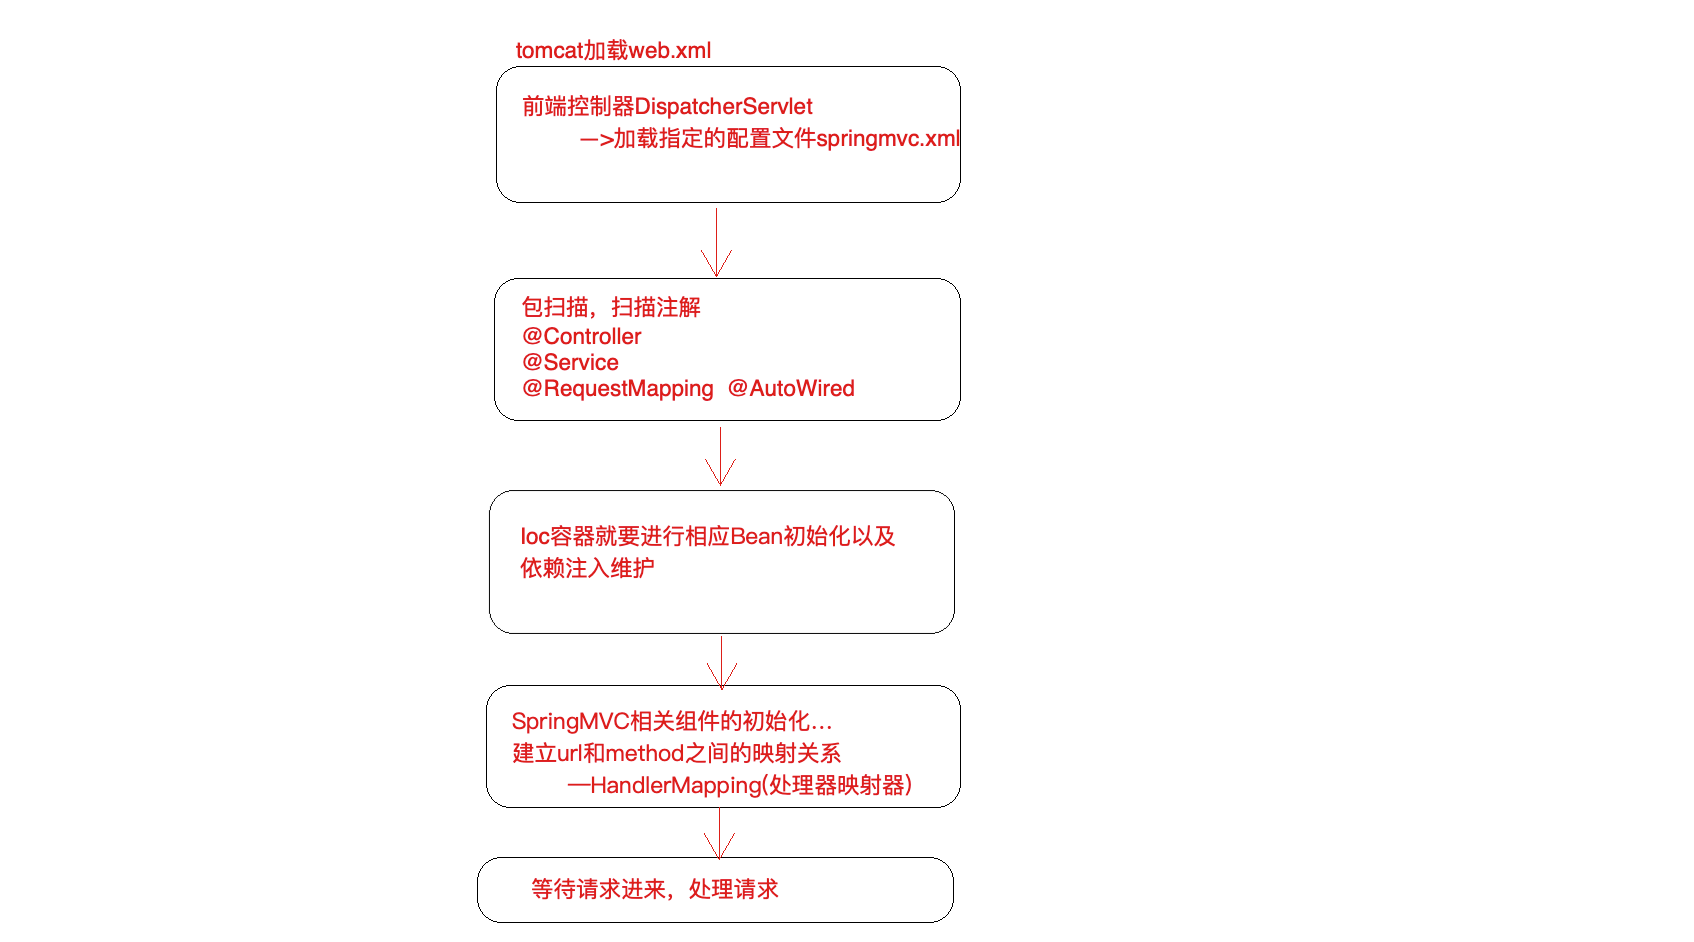 tomcat加载web.xml
前端控制器DispatcherServlet
—>加载指定的配置文件springmvc.xml
包扫描，扫描注解
@Controller
@Service
@RequestMapping @AutoWired
Ioc容器就要进行相应Bean初始化以及
依赖注入维护
SpringMVC相关组件的初始化...
建立url和method之间的映射关系
—HandlerMapping(处理器映射器)
等待请求进来，处理请求